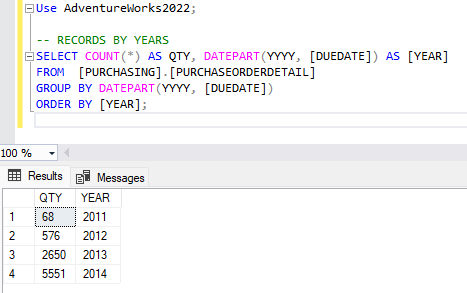 Use AdventureWorks2022;
-- RECORDS BY YEARS
SELECT COUNT(*) AS QTY, DATEPART(YYYY, [DUEDATE]) AS [YEAR]
FROM  [PURCHASING].[PURCHASEORDERDETAIL]
GROUP BY DATEPART(YYYY, [DUEDATE])
ORDER BY [YEAR];
100 %
Results Messages
QTY YEAR
1 68 2011
2 576 2012
3 2650 2013
4 5551 2014